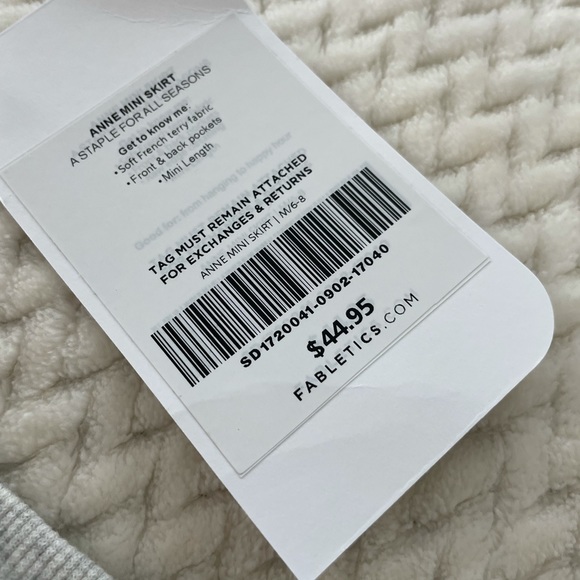 ANNE MINI SKIRT
A STAPLE FOR ALL SEASONS
Get to know me:
• Soft French terry fabric
• Front & back pockets
• Mini Length
TAG MUST REMAIN ATTACHED
FOR EXCHANGES & RETURNS
ANNE MINI SKIRT | M/6-8
SD1720041-0902-17040
$44.95
FABLETICS.COM